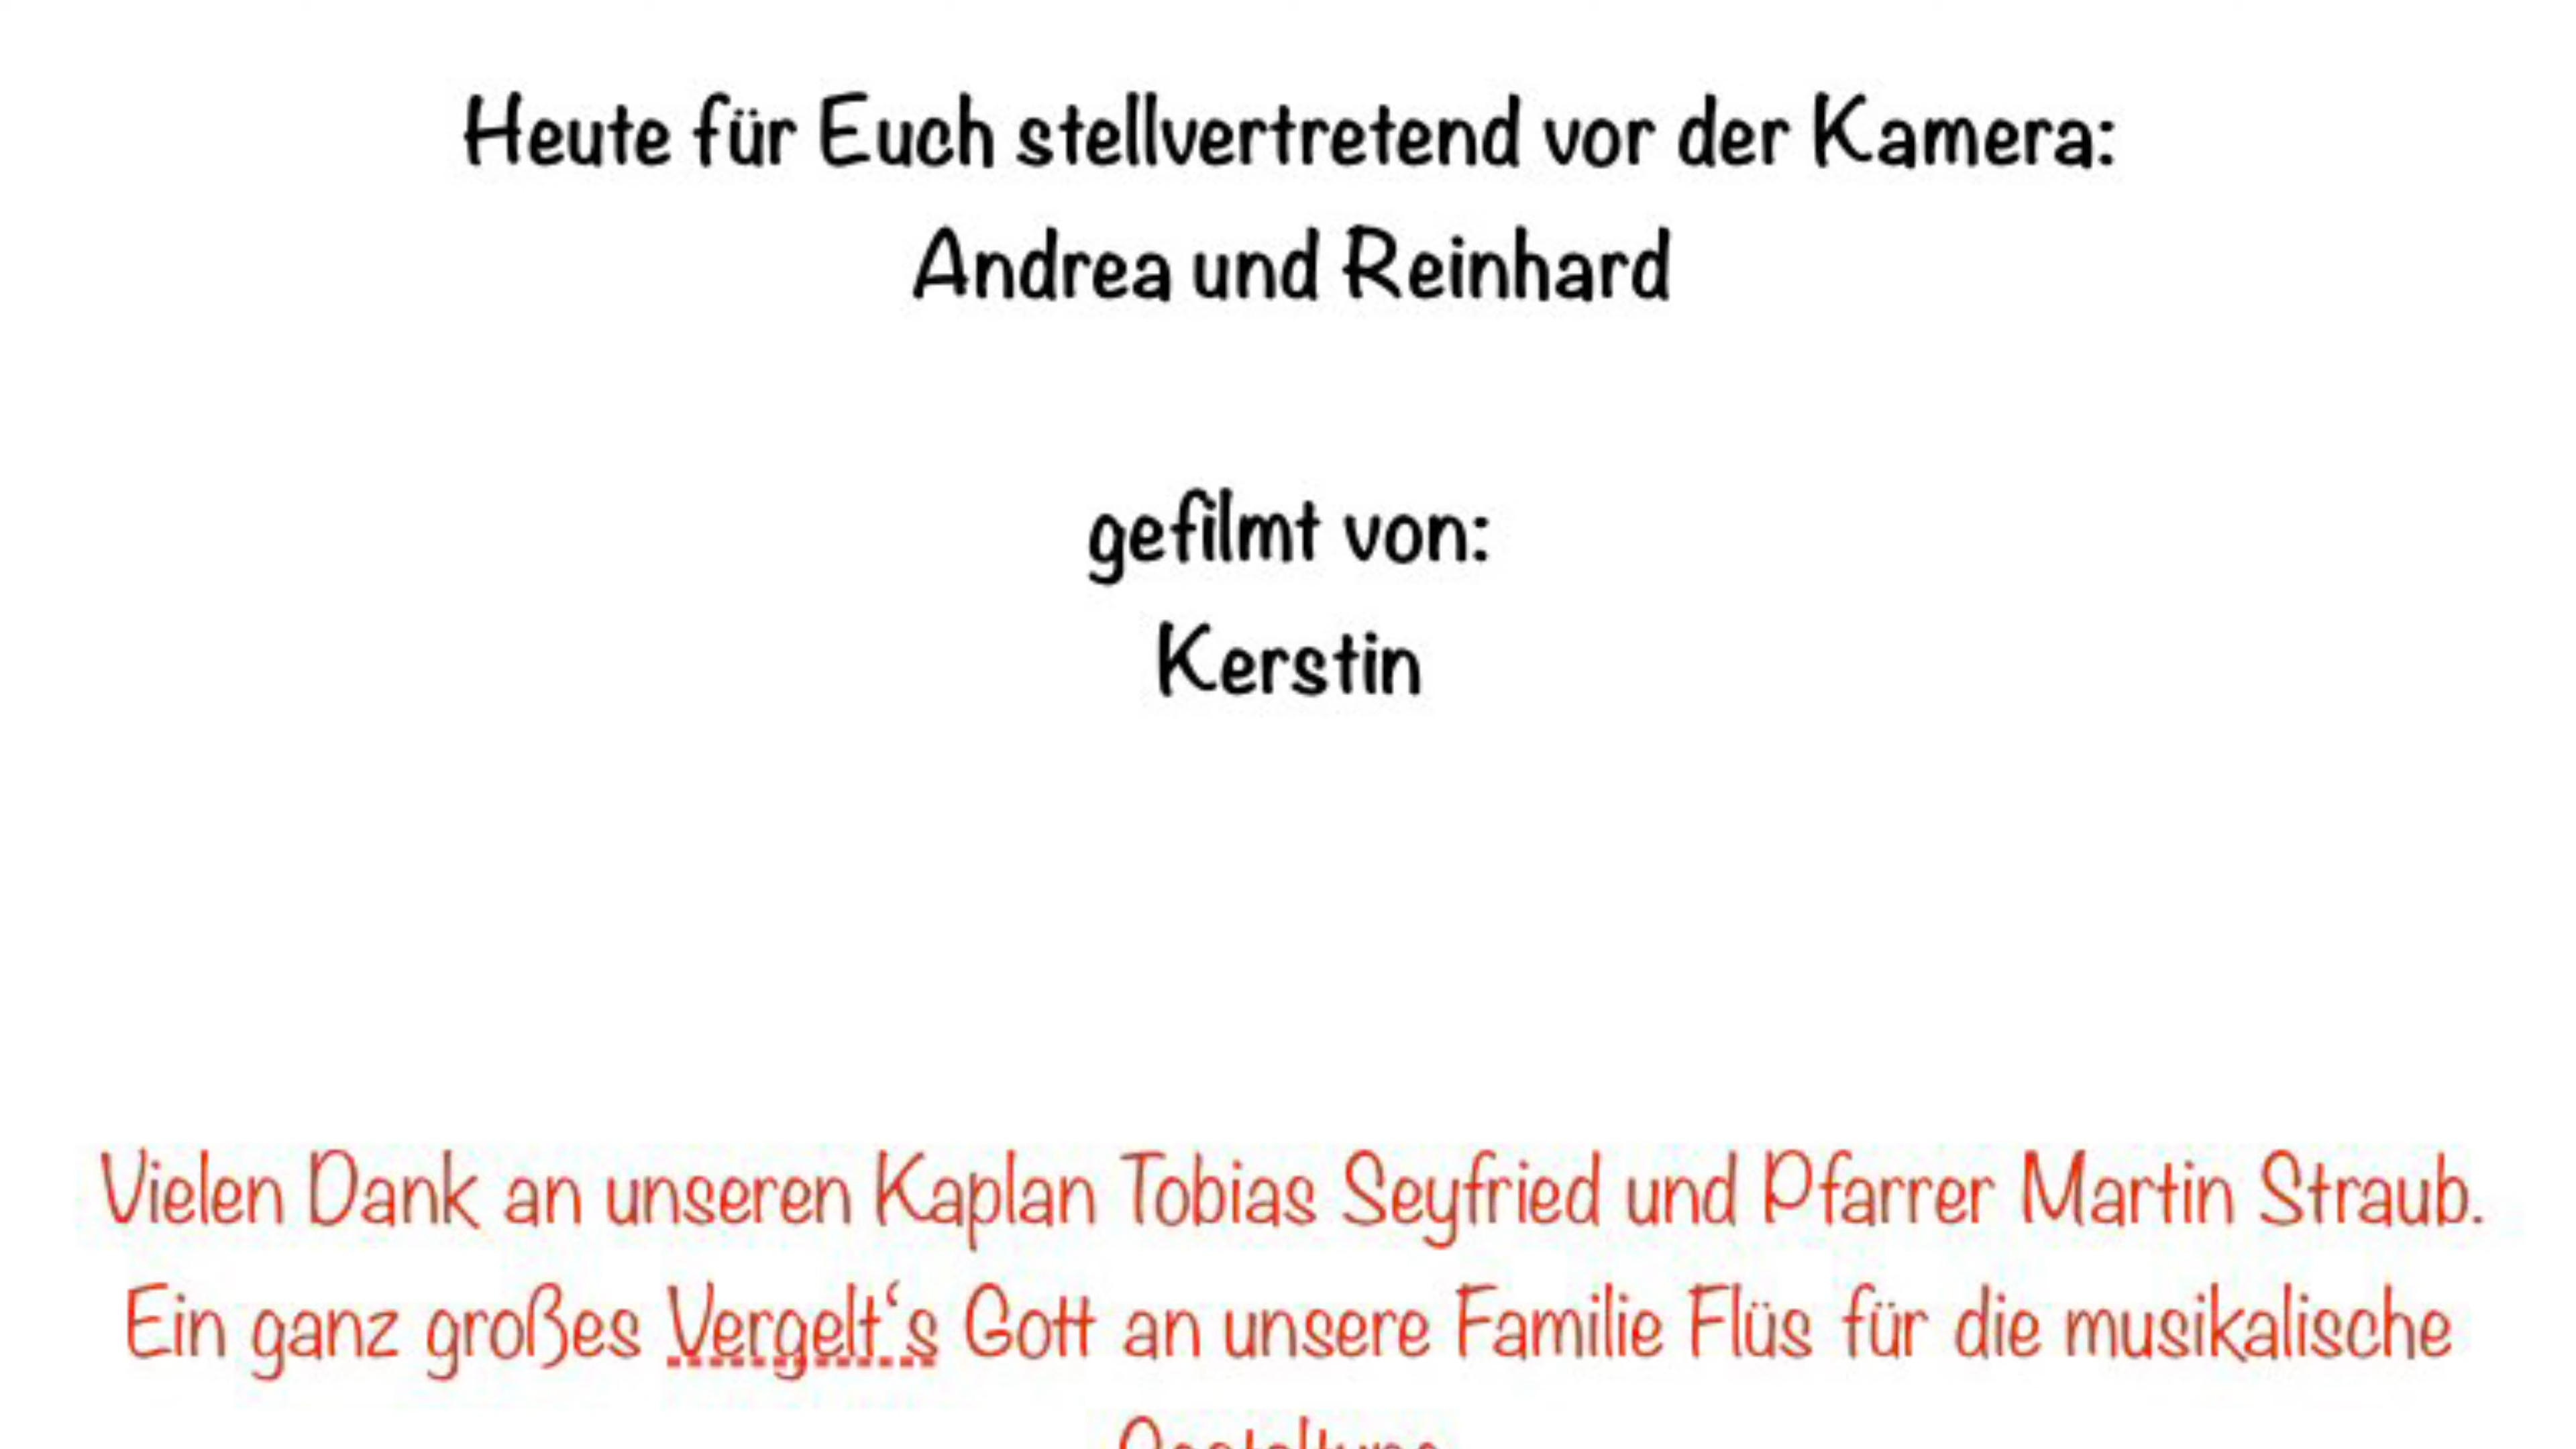 Heute für Euch stellvertretend vor der Kamera:
Andrea und Reinhard
gefilmt von:
Kerstin
Vielen Dank an unseren Kaplan Tobias Seyfried und Pfarrer Martin Straub.
Ein ganz großes Vergelt‘s Gott an unsere Familie Flüs für die musikalische